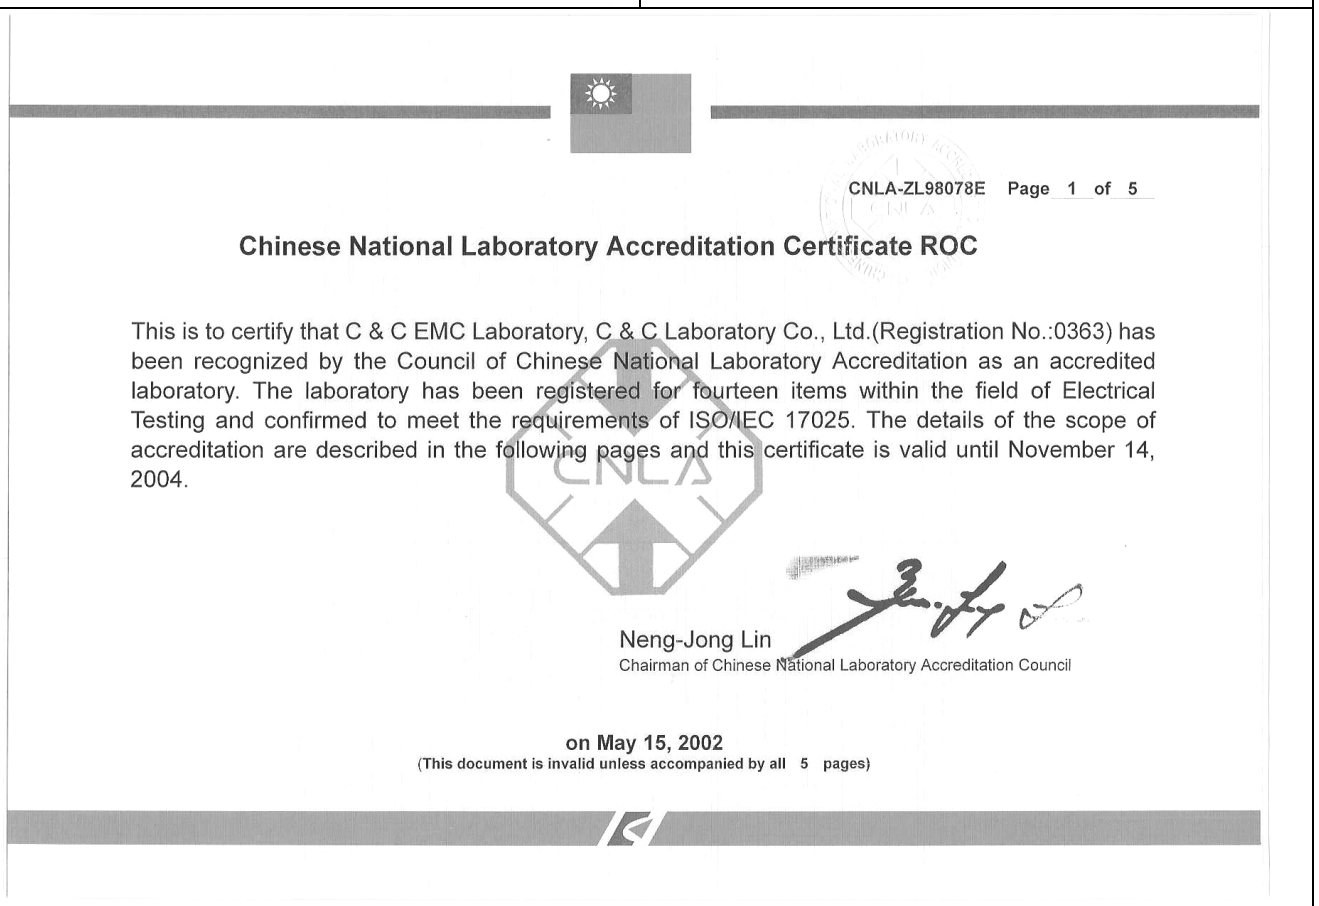 CNLA-ZL98078E Page 1 of 5
Chinese National Laboratory Accreditation Certificate ROC
This is to certify that C & C EMC Laboratory, C & C Laboratory Co., Ltd.(Registration No.:0363) has
been recognized by the Council of Chinese National Laboratory Accreditation as an accredited
laboratory. The laboratory has been registered for fourteen items within the field of Electrical
Testing and confirmed to meet the requirements of ISO/IEC 17025. The details of the scope of
accreditation are described in the following pages and this certificate is valid until November 14,
2004.
CNLA
Neng-Jong Lin
Chairman of Chinese National Laboratory Accreditation Council
on May 15, 2002
(This document is invalid unless accompanied by all 5 pages)